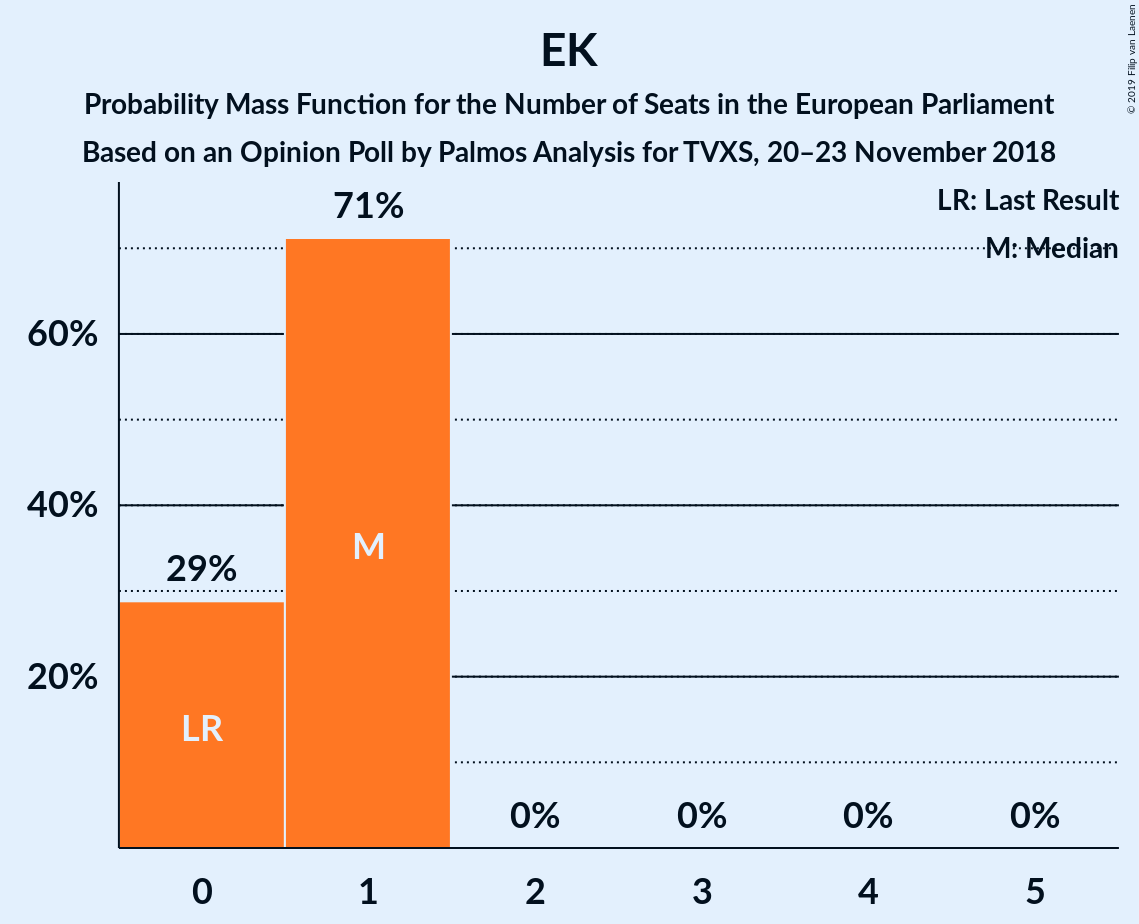 EK
Probability Mass Function for the Number of Seats in the European Parliament
Based on an Opinion Poll by Palmos Analysis for TVXS, 20–23 November 2018
© 2019 Filip van Laenen
LR: Last Result
M: Median
71%
60%
40%
29%
M
20%
LR
0% 0% 0% 0%
0 1 2 3 4 5